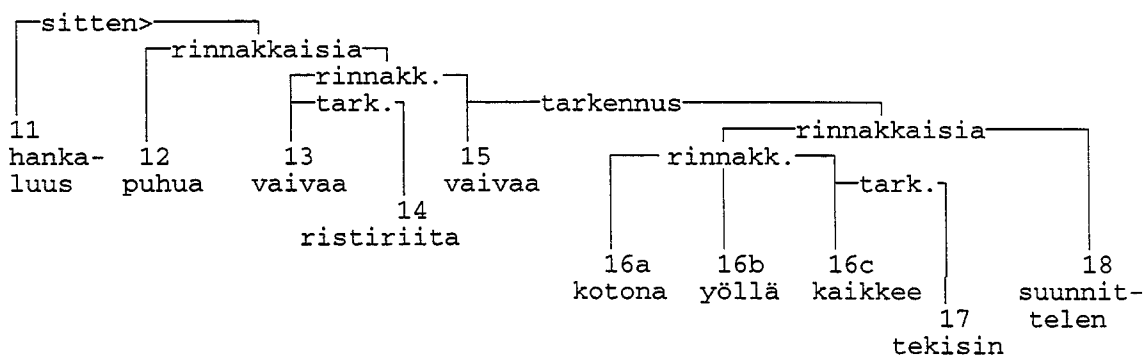 sitten>
rinnakkaisia
rinnakk.
tark. tarkennus
11 rinnakkaisia
hanka- 12 13 15 rinnakk.
luus puhua vaivaa vaivaa tark.
14
ristiriita
16a 16b 16c 18
kotona yöllä kaikkee suunnit-
17 telen
tekisin